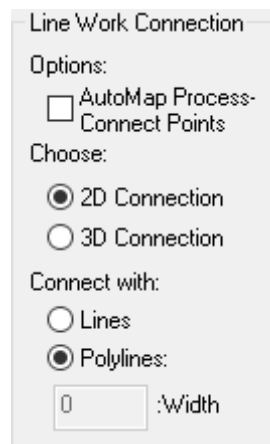 Line Work Connection
Options:
AutoMap Process-
Connect Points
Choose:
2D Connection
3D Connection
Connect with:
Lines
Polylines:
0 :Width